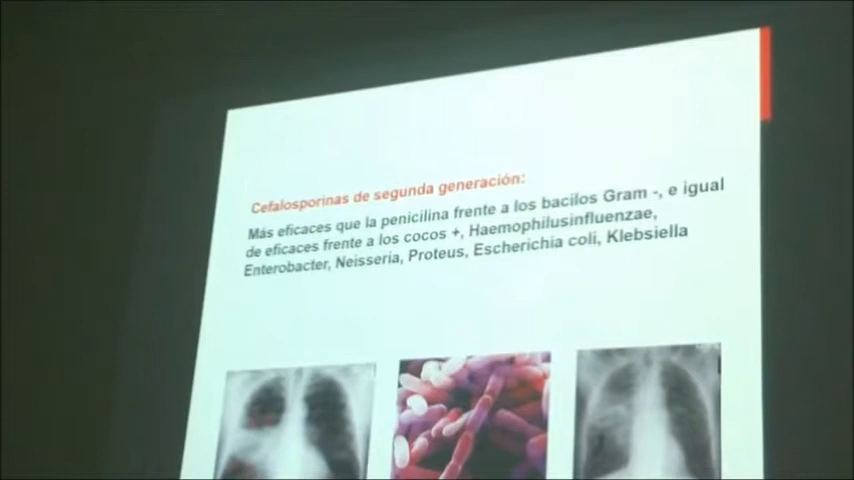 Cefalosporinas de segunda generación:
Más eficaces que la penicilina frente a los bacilos Gram -, e igual
de eficaces frente a los cocos +, Haemophilusinfluenzae,
Enterobacter, Neisseria, Proteus, Escherichia coli, Klebsiella